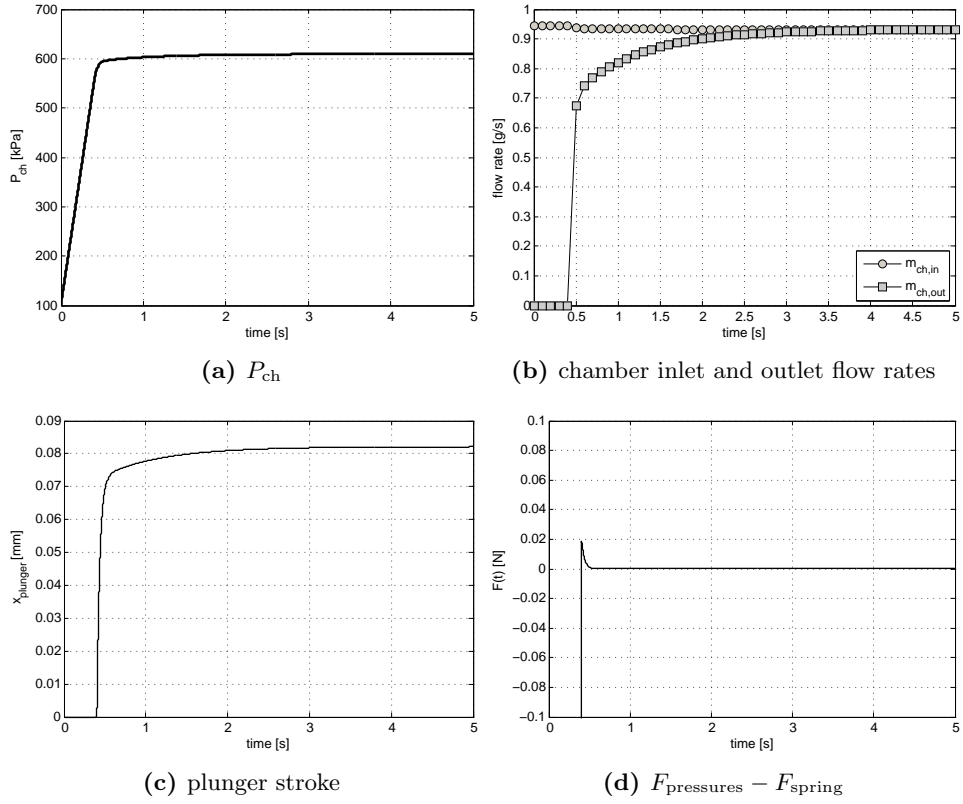 700
600
500
400
300
200
100
P_ch [kPa]
0 1 2 3 4 5
time [s]
(a) P_ch
1
0.9
0.8
0.7
0.6
0.5
0.4
0.3
0.2
0.1
0
flow rate [g/s]
m_ch,in
m_ch,out
0 0.5 1 1.5 2 2.5 3 3.5 4 4.5 5
time [s]
(b) chamber inlet and outlet flow rates
0.09
0.08
0.07
0.06
0.05
0.04
0.03
0.02
0.01
0
x_plunger [mm]
0 1 2 3 4 5
time [s]
(c) plunger stroke
0.1
0.08
0.06
0.04
0.02
0
−0.02
−0.04
−0.06
−0.08
−0.1
F(t) [N]
0 1 2 3 4 5
time [s]
(d) F_pressures − F_spring